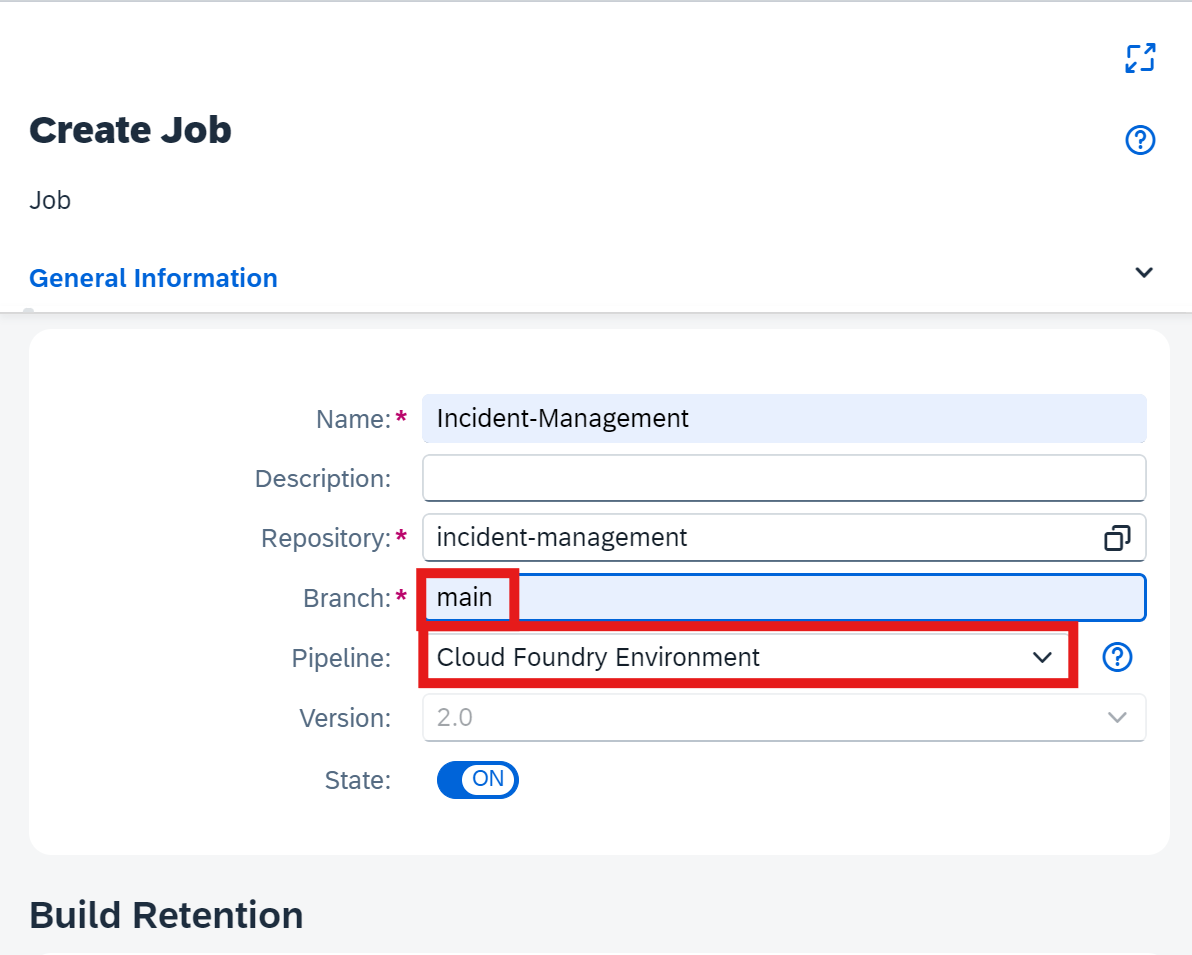 Create Job
Job
General Information
Name:* Incident-Management
Description:
Repository:* incident-management
Branch:* main
Pipeline: Cloud Foundry Environment
Version: 2.0
State: ON
Build Retention